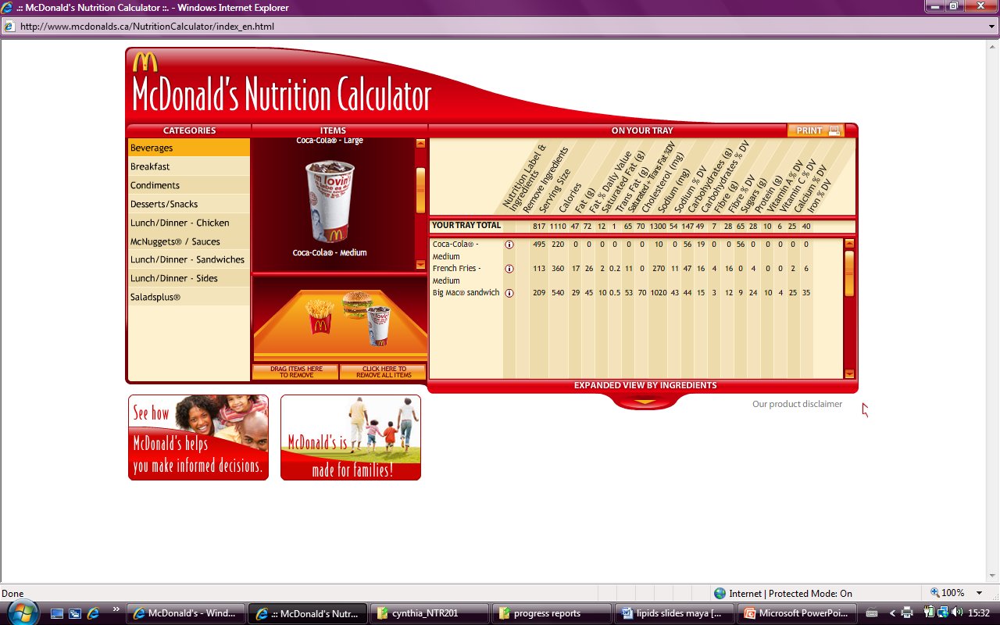 .:: McDonald's Nutrition Calculator ::. - Windows Internet Explorer
http://www.mcdonalds.ca/NutritionCalculator/index_en.html
McDonald's Nutrition Calculator
CATEGORIES
ITEMS
ON YOUR TRAY
PRINT
Beverages
Breakfast
Condiments
Desserts/Snacks
Lunch/Dinner - Chicken
McNuggets® / Sauces
Lunch/Dinner - Sandwiches
Lunch/Dinner - Sides
Saladsplus®
Coca-Cola® - Large
Coca-Cola® - Medium
DRAG ITEMS HERE
TO REMOVE
CLICK HERE TO
REMOVE ALL ITEMS
Nutrition Label &
Ingredients
Remove Ingredients
Serving Size
Calories
Fat (g)
Fat % Daily Value
Saturated Fat (g)
Trans Fat (g)
Saturated + Trans Fat %DV
Cholesterol (mg)
Sodium (mg)
Sodium % DV
Carbohydrates (g)
Carbohydrates % DV
Fibre (g)
Fibre % DV
Sugars (g)
Protein (g)
Vitamin A % DV
Vitamin C % DV
Calcium % DV
Iron % DV
YOUR TRAY TOTAL 817 1110 47 72 12 1 65 70 1300 54 147 49 7 28 65 28 10 6 25 40
Coca-Cola® - 495 220 0 0 0 0 0 0 10 0 56 19 0 0 56 0 0 0 0 0
Medium
French Fries - 113 360 17 26 2 0.2 11 0 270 11 47 16 4 16 0 4 0 0 2 6
Medium
Big Mac® sandwich 209 540 29 45 10 0.5 53 70 1020 43 44 15 3 12 9 24 10 4 25 35
EXPANDED VIEW BY INGREDIENTS
Our product disclaimer
See how
McDonald's helps
you make informed decisions.
McDonald's is
made for families!
Done
Internet | Protected Mode: On
100%
McDonald's - Wind...
.:: McDonald's Nutr...
cynthia_NTR201
progress reports
lipids slides maya [...
Microsoft PowerPoi...
15:32